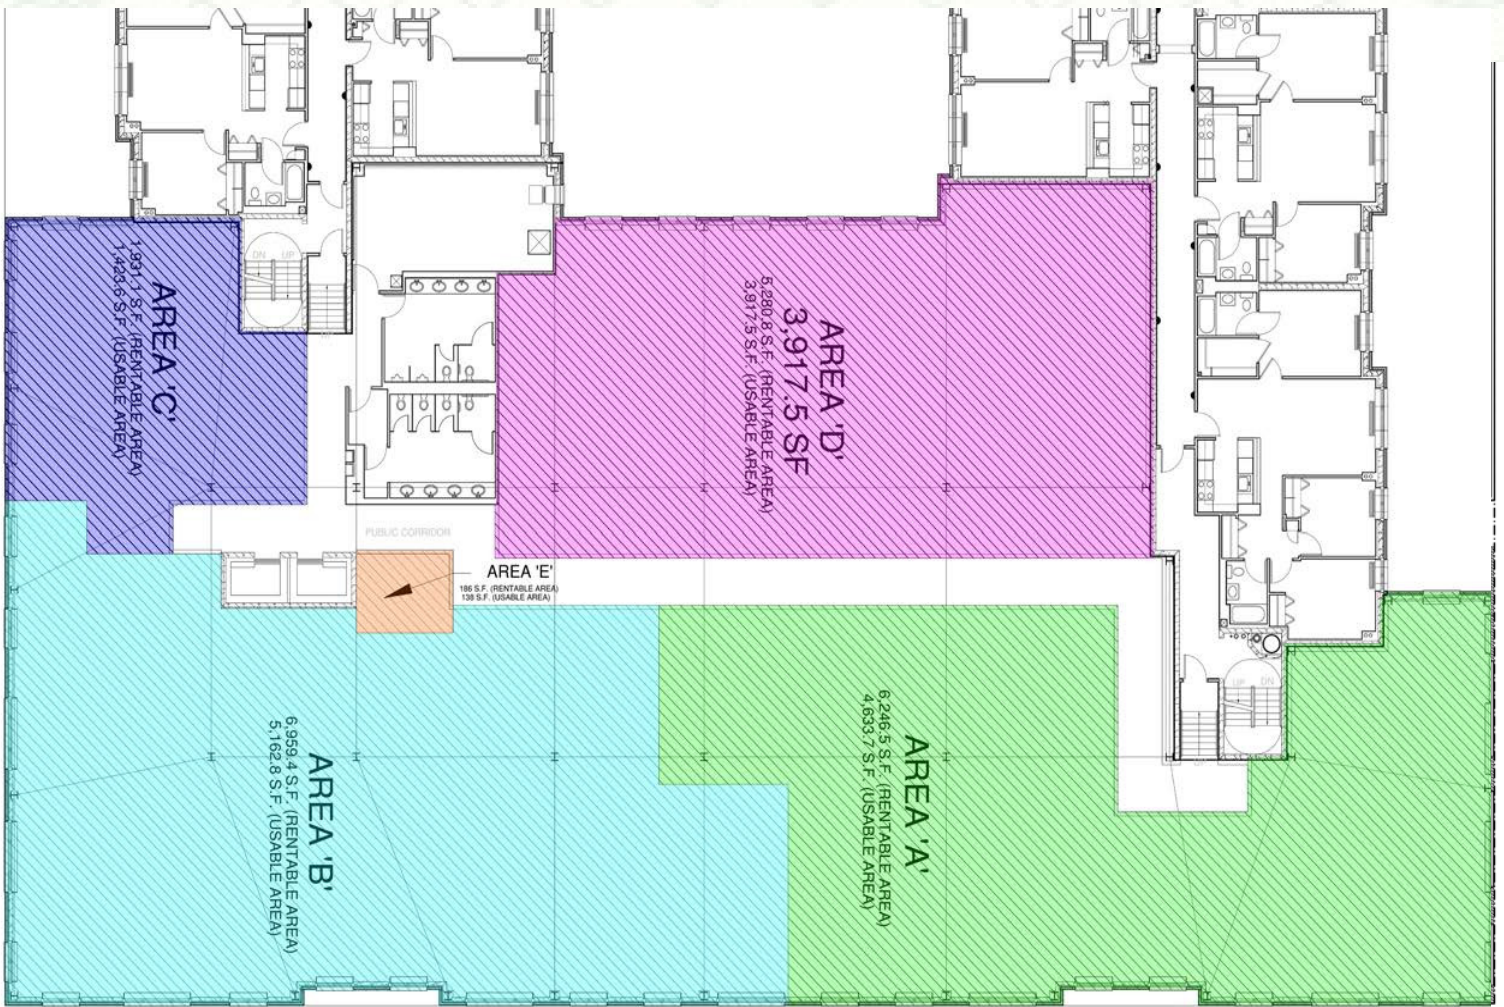 DN UP
AREA 'C'
1,931.1 S.F. (RENTABLE AREA)
1,423.6 S.F. (USABLE AREA)
AREA 'D'
3,917.5 SF
5,280.8 S.F. (RENTABLE AREA)
3,917.5 S.F. (USABLE AREA)
PUBLIC CORRIDOR
AREA 'E'
186 S.F. (RENTABLE AREA)
138 S.F. (USABLE AREA)
UP DN
AREA 'B'
6,959.4 S.F. (RENTABLE AREA)
5,162.8 S.F. (USABLE AREA)
AREA 'A'
6,246.5 S.F. (RENTABLE AREA)
4,633.7 S.F. (USABLE AREA)